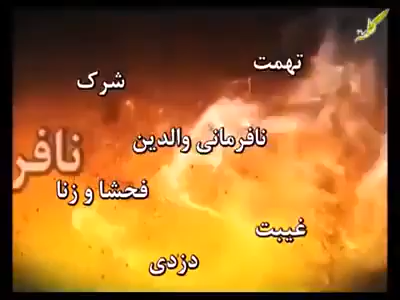 تهمت
شرک
نافرمانی والدین
نافر
فحشا و زنا
غیبت
دزدی